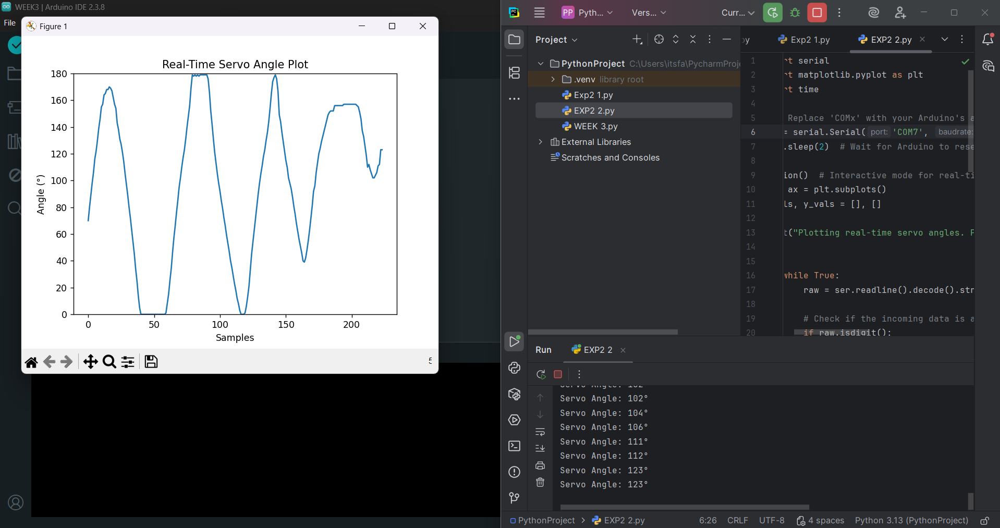 WEEK3 | Arduino IDE 2.3.8
File
Figure 1
Real-Time Servo Angle Plot
180
160
140
120
100
80
60
40
20
0
Angle (°)
0 50 100 150 200
Samples
PP Pyth... Vers... Curr...
Project
PythonProject C:\Users\itsfa\PycharmProj
.venv library root
Exp2 1.py
EXP2 2.py
WEEK 3.py
External Libraries
Scratches and Consoles
py Exp2 1.py EXP2 2.py
1 rt serial
2 rt matplotlib.pyplot as plt
3 rt time
4
5 Replace 'COMx' with your Arduino's a
6 = serial.Serial( port: 'COM7', baudrate:
7 .sleep(2) # Wait for Arduino to rese
8
9 ion() # Interactive mode for real-ti
10 ax = plt.subplots()
11 ls, y_vals = [], []
12
13 t("Plotting real-time servo angles. P
14
15
16 while True:
17 raw = ser.readline().decode().str
18
19 # Check if the incoming data is a
20 if raw.isdigit():
Run EXP2 2
Servo Angle: 102
Servo Angle: 102°
Servo Angle: 104°
Servo Angle: 106°
Servo Angle: 111°
Servo Angle: 112°
Servo Angle: 123°
Servo Angle: 123°
PythonProject > EXP2 2.py 6:26 CRLF UTF-8 4 spaces Python 3.13 (PythonProject)